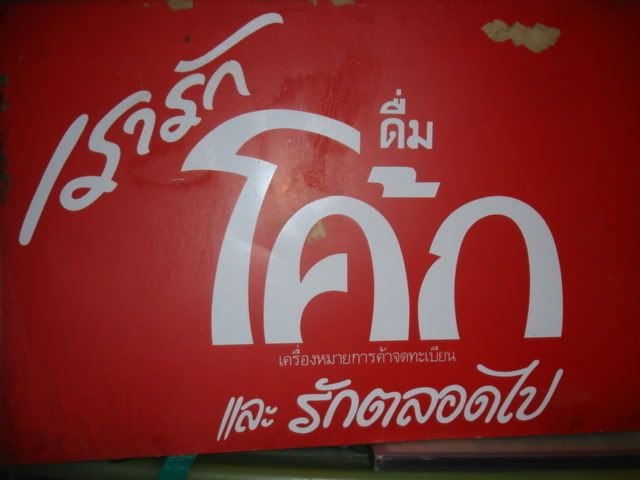 เรารัก
ดื่ม
โค้ก
เครื่องหมายการค้าจดทะเบียน
และ รักตลอดไป